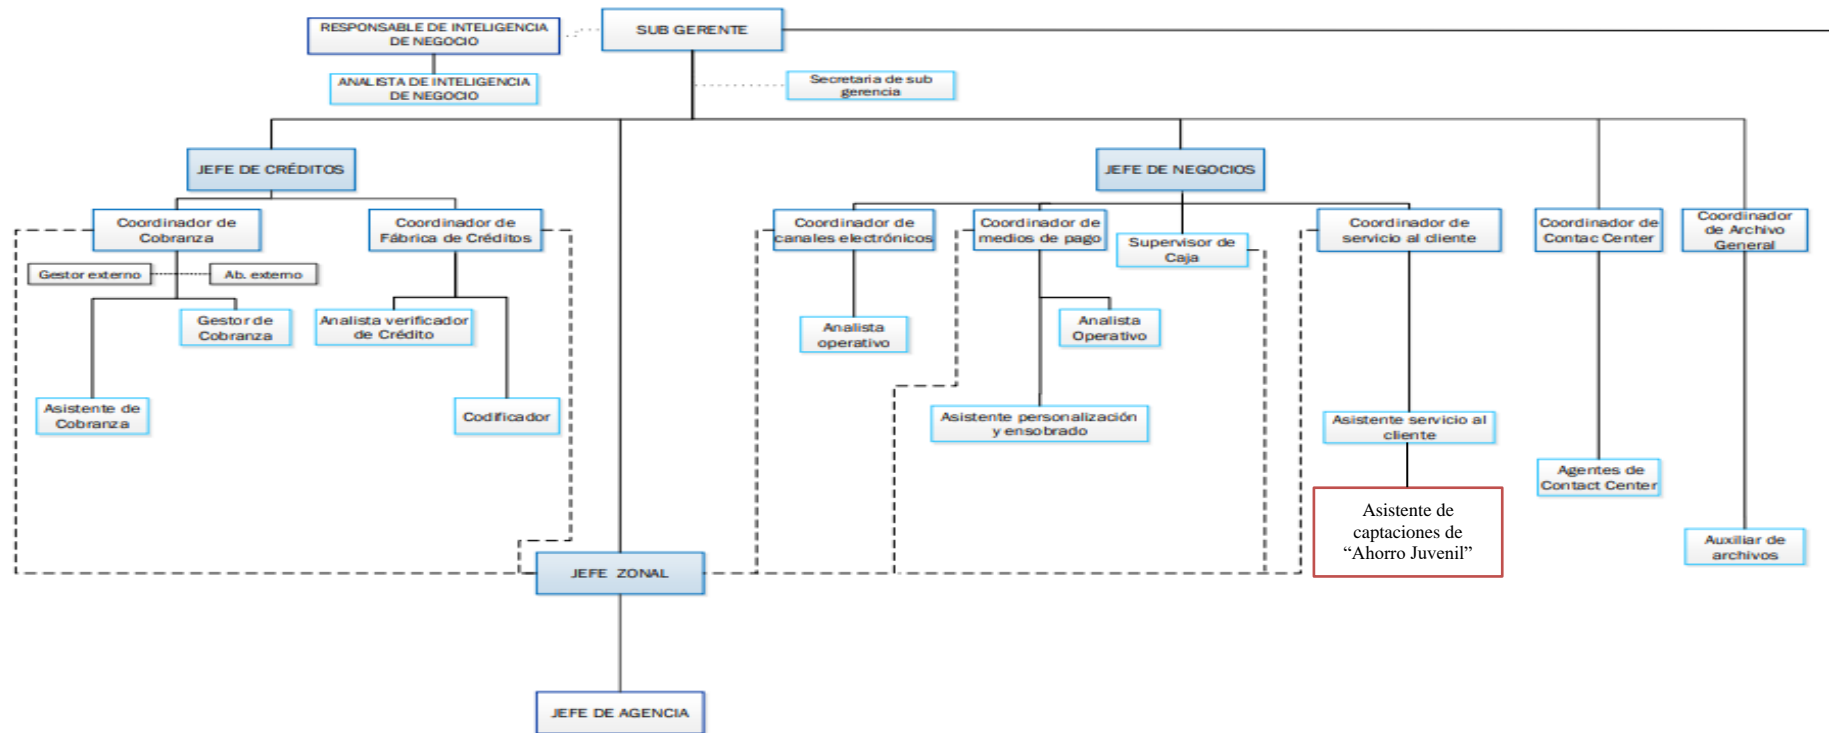 RESPONSABLE DE INTELIGENCIA
DE NEGOCIO
SUB GERENTE
ANALISTA DE INTELIGENCIA
DE NEGOCIO
Secretaria de sub
gerencia
JEFE DE CRÉDITOS
JEFE DE NEGOCIOS
Coordinador de
Cobranza
Coordinador de
Fábrica de Créditos
Coordinador de
canales electrónicos
Coordinador de
medios de pago
Supervisor de
Caja
Coordinador de
servicio al cliente
Coordinador de
Contac Center
Coordinador
de Archivo
General
Gestor externo
Ab. externo
Gestor de
Cobranza
Analista verificador
de Crédito
Analista
operativo
Analista
Operativo
Asistente de
Cobranza
Codificador
Asistente personalización
y ensobrado
Asistente servicio al
cliente
Agentes de
Contact Center
Asistente de
captaciones de
“Ahorro Juvenil”
Auxiliar de
archivos
JEFE ZONAL
JEFE DE AGENCIA